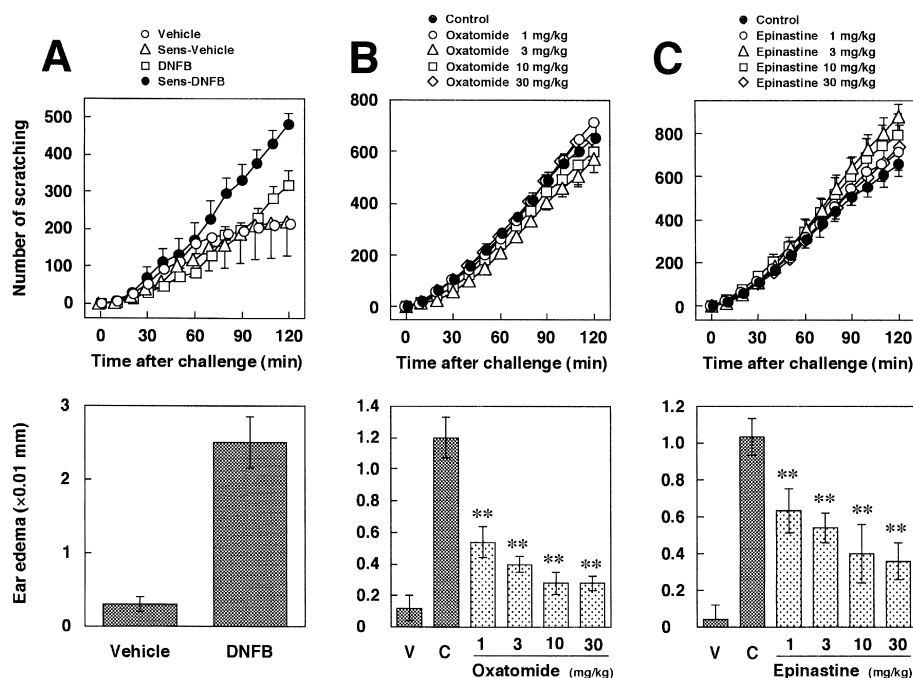 A
Vehicle
Sens-Vehicle
DNFB
Sens-DNFB
B
Control
Oxatomide 1 mg/kg
Oxatomide 3 mg/kg
Oxatomide 10 mg/kg
Oxatomide 30 mg/kg
C
Control
Epinastine 1 mg/kg
Epinastine 3 mg/kg
Epinastine 10 mg/kg
Epinastine 30 mg/kg
Number of scratching
500
400
300
200
100
0
0 30 60 90 120
Time after challenge (min)
800
600
400
200
0
0 30 60 90 120
Time after challenge (min)
800
600
400
200
0
0 30 60 90 120
Time after challenge (min)
Ear edema (×0.01 mm)
3
2
1
0
Vehicle DNFB
1.4
1.2
1.0
0.8
0.6
0.4
0.2
0
** ** ** **
V C 1 3 10 30
Oxatomide (mg/kg)
1.2
1.0
0.8
0.6
0.4
0.2
0
** ** ** **
V C 1 3 10 30
Epinastine (mg/kg)